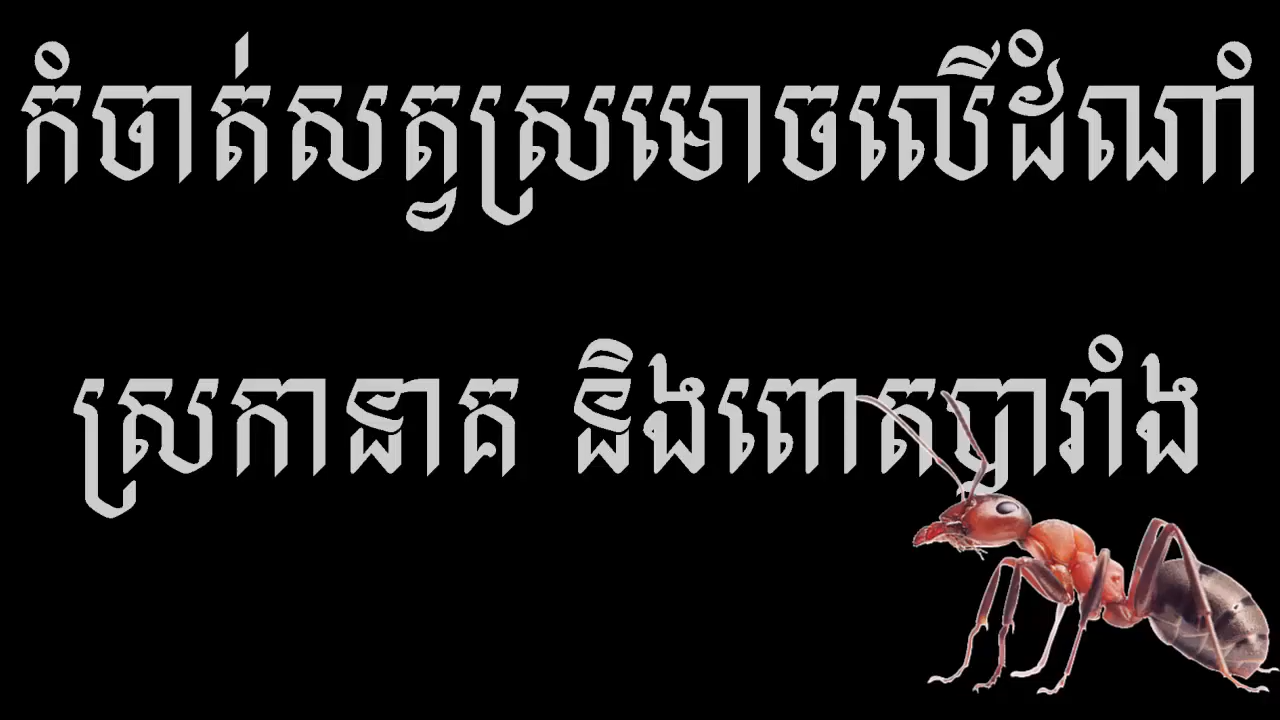 កំចាត់សត្វស្រមោចលើដំណាំ
ស្រកានាគ និងពោតប្បារាំង